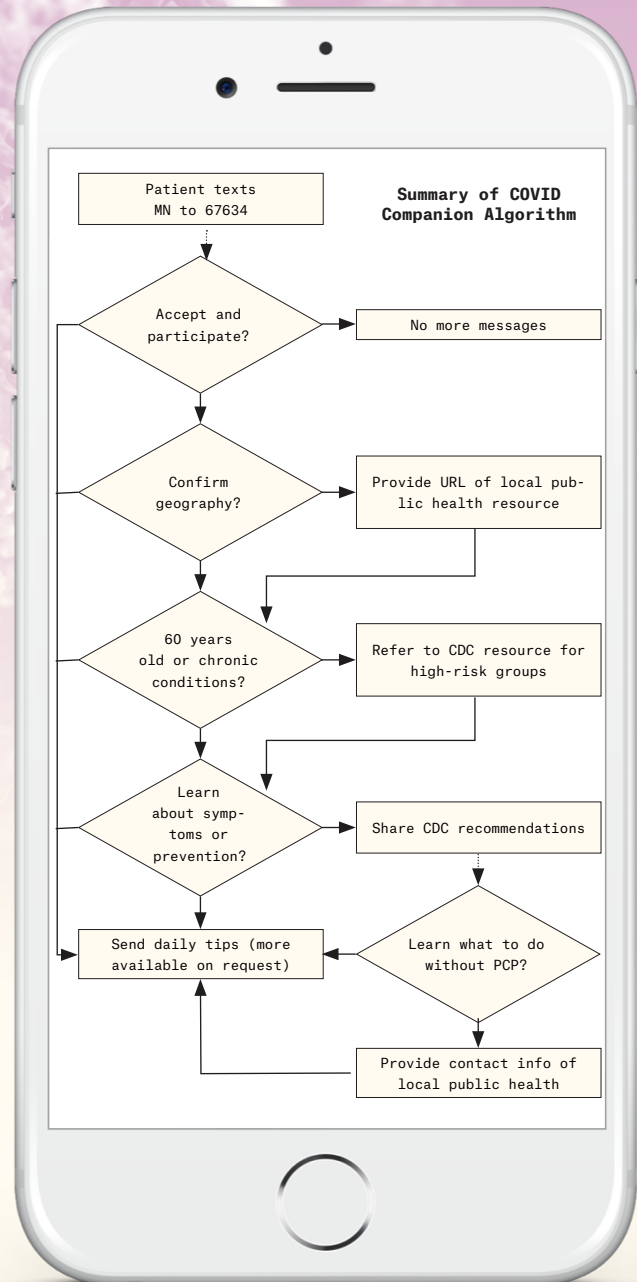 Patient texts
MN to 67634
Summary of COVID
Companion Algorithm
Accept and
participate?
No more messages
Confirm
geography?
Provide URL of local pub-
lic health resource
60 years
old or chronic
conditions?
Refer to CDC resource for
high-risk groups
Learn
about symp-
toms or
prevention?
Share CDC recommendations
Send daily tips (more
available on request)
Learn what to do
without PCP?
Provide contact info of
local public health